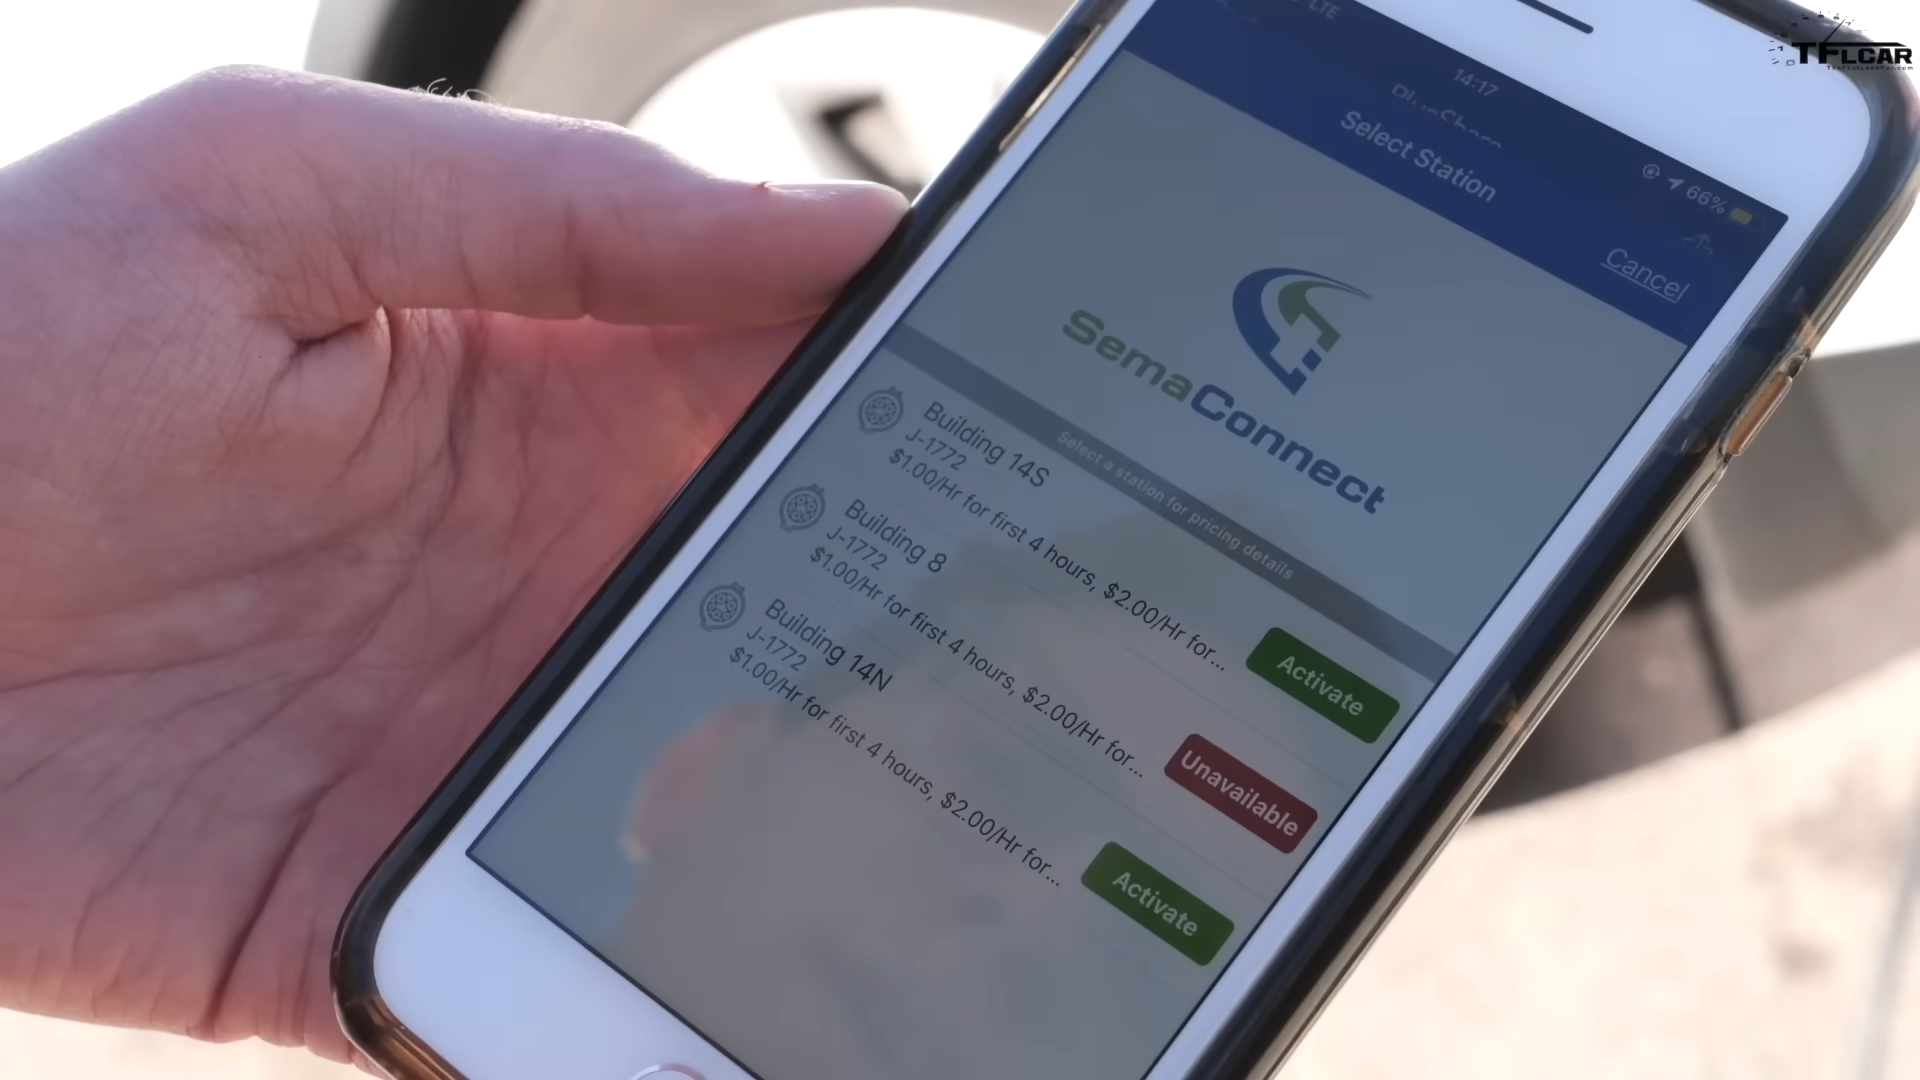 TFLCAR
LTE
14:17
66%
Select Station
Cancel
SemaConnect
Select a station for pricing details
Building 14S
J-1772
$1.00/Hr for first 4 hours, $2.00/Hr for...
Activate
Building 8
J-1772
$1.00/Hr for first 4 hours, $2.00/Hr for...
Unavailable
Building 14N
J-1772
$1.00/Hr for first 4 hours, $2.00/Hr for...
Activate